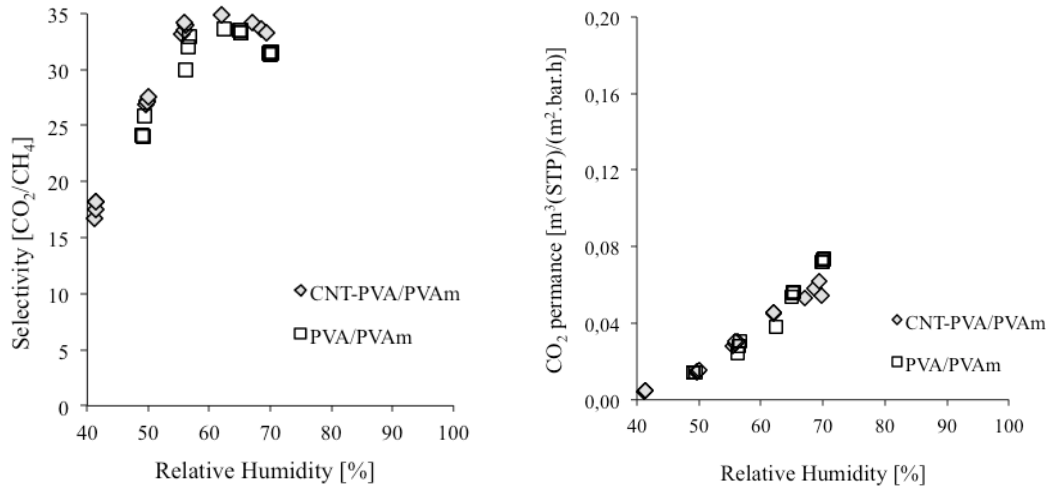 35
30
25
20
15
10
5
0
40 50 60 70 80 90 100
Relative Humidity [%]
Selectivity [CO₂/CH₄]
CNT-PVA/PVAm
PVA/PVAm
0,20
0,16
0,12
0,08
0,04
0,00
40 50 60 70 80 90 100
Relative Humidity [%]
CO₂ permance [m³(STP)/(m².bar.h)]
CNT-PVA/PVAm
PVA/PVAm